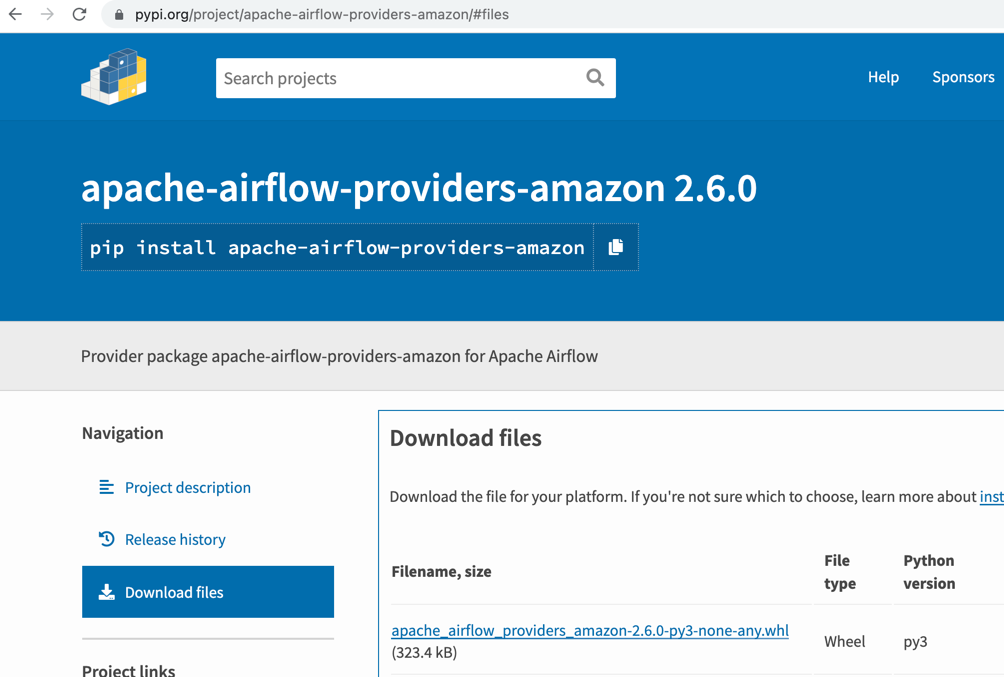 pypi.org/project/apache-airflow-providers-amazon/#files
Search projects
Help
Sponsors
apache-airflow-providers-amazon 2.6.0
pip install apache-airflow-providers-amazon
Provider package apache-airflow-providers-amazon for Apache Airflow
Navigation
Project description
Release history
Download files
Project links
Download files
Download the file for your platform. If you're not sure which to choose, learn more about inst
Filename, size
File type
Python version
apache_airflow_providers_amazon-2.6.0-py3-none-any.whl
(323.4 kB)
Wheel
py3